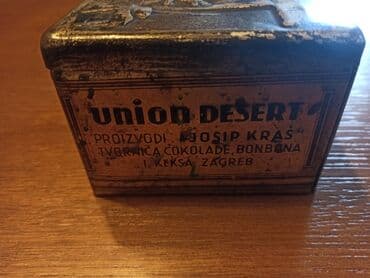 union DESERT
PROIZVODI "JOSIP KRAŠ"
TVORNICA ČOKOLADE, BONBONA
I KEKSA, ZAGREB